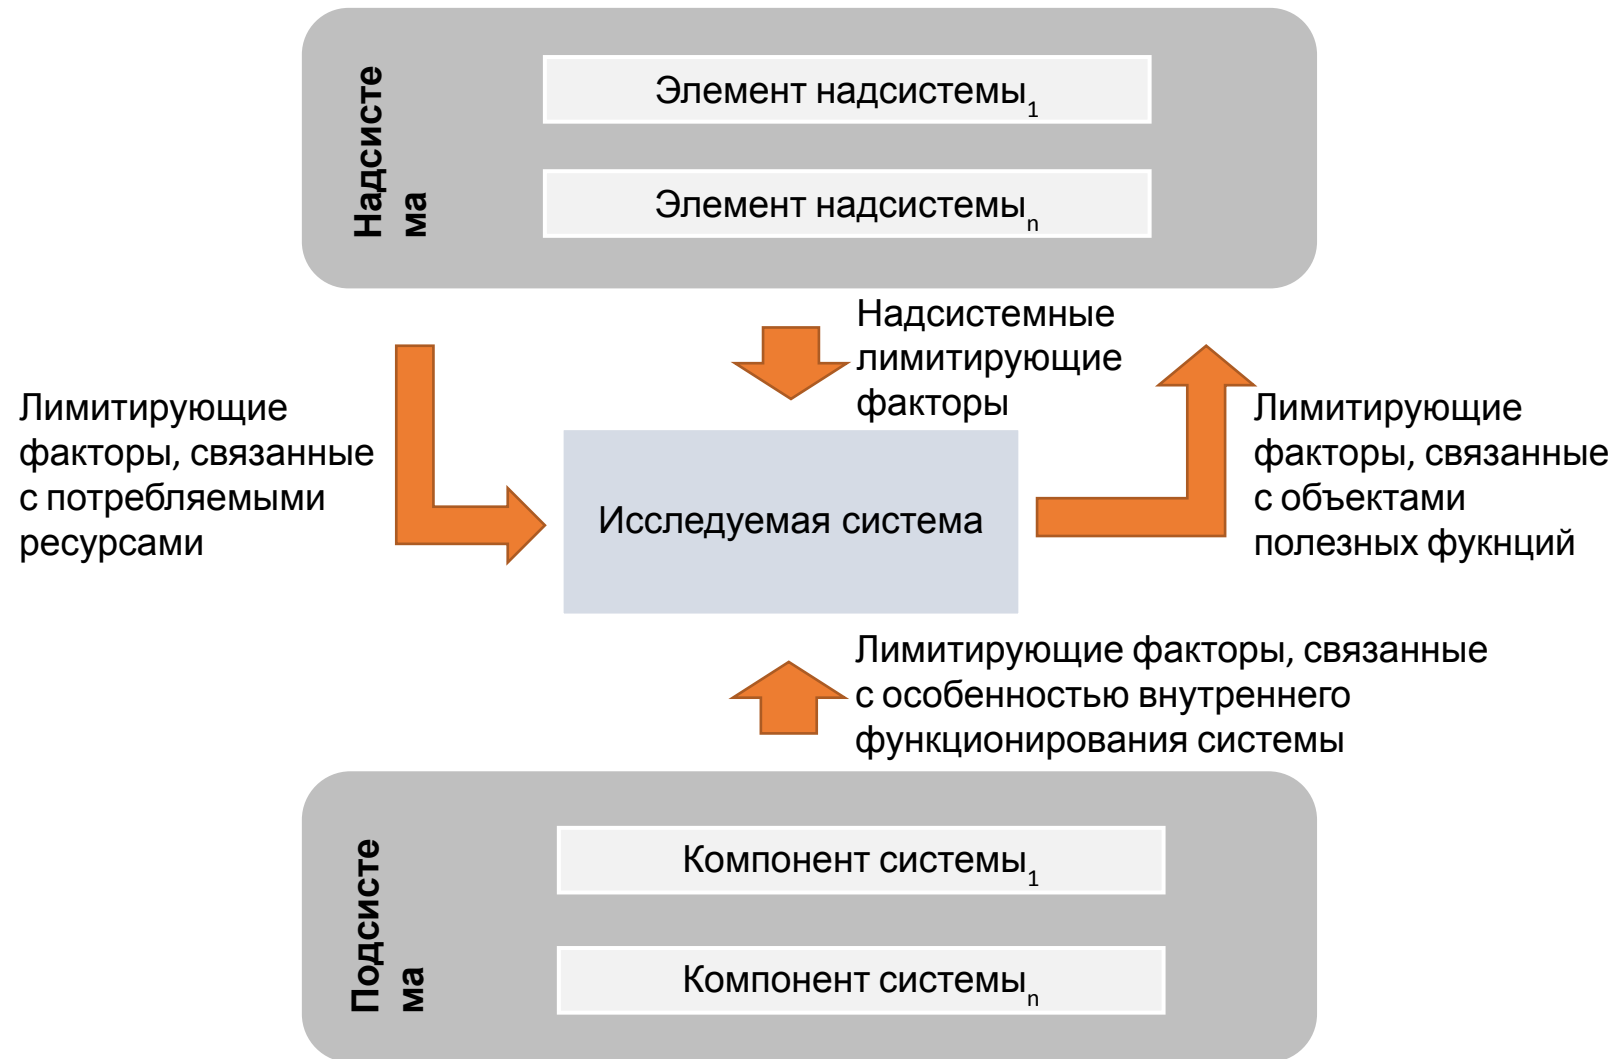 Надсисте
ма
Элемент надсистемы1
Элемент надсистемыn
Надсистемные
лимитирующие
факторы
Лимитирующие
факторы, связанные
с потребляемыми
ресурсами
Исследуемая система
Лимитирующие
факторы, связанные
с объектами
полезных фукнций
Лимитирующие факторы, связанные
с особенностью внутреннего
функционирования системы
Подсисте
ма
Компонент системы1
Компонент системыn